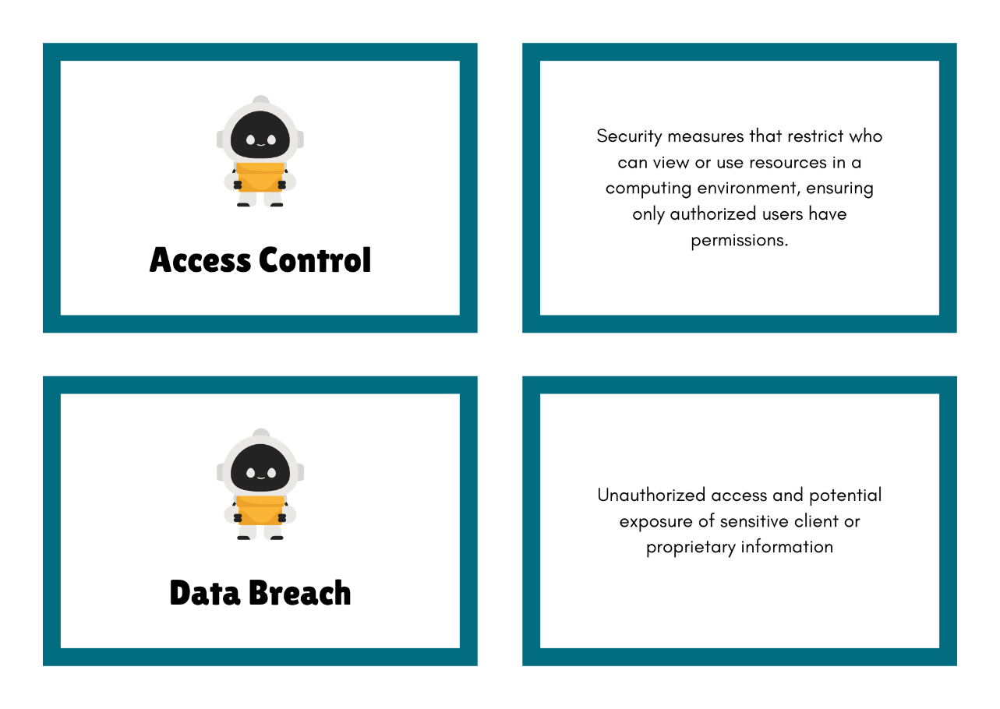 Access Control
Security measures that restrict who
can view or use resources in a
computing environment, ensuring
only authorized users have
permissions.
Data Breach
Unauthorized access and potential
exposure of sensitive client or
proprietary information